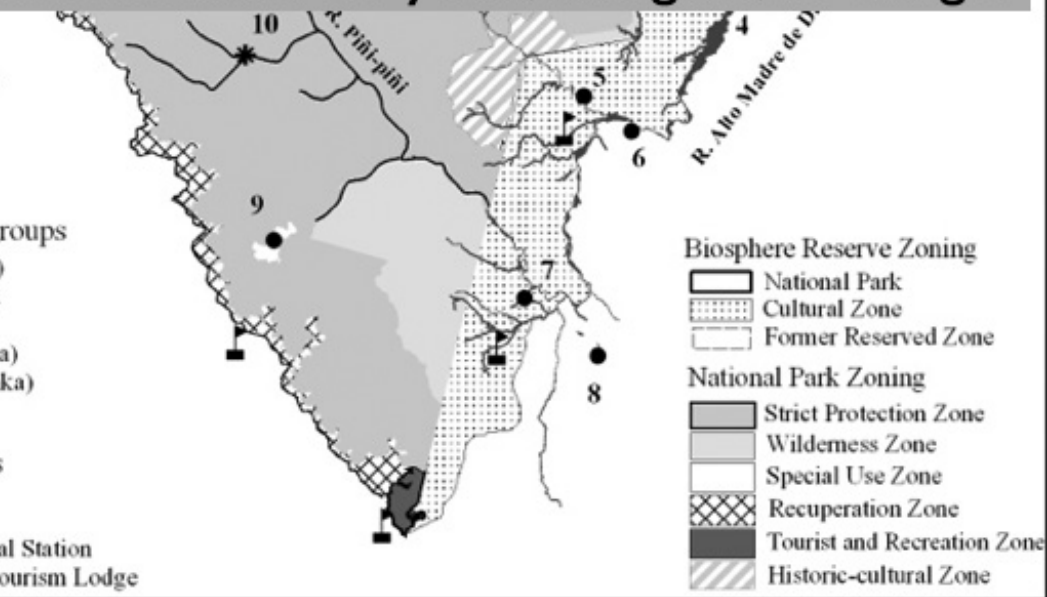 10
R. Piñi-piñi
4
R. Alto Madre de D
5
6
9
7
8
roups
)
a)
ka)
s
al Station
ourism Lodge
Biosphere Reserve Zoning
National Park
Cultural Zone
Former Reserved Zone
National Park Zoning
Strict Protection Zone
Wilderness Zone
Special Use Zone
Recuperation Zone
Tourist and Recreation Zone
Historic-cultural Zone